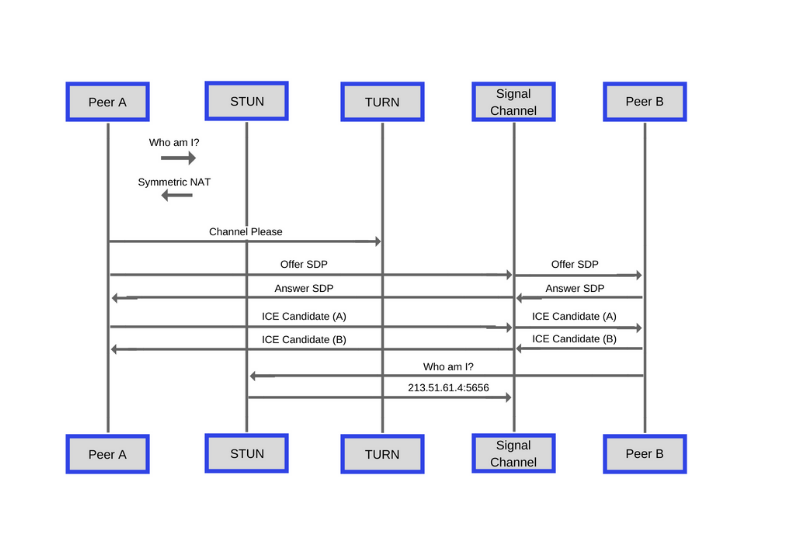 Peer A
STUN
TURN
Signal
Channel
Peer B
Who am I?
Symmetric NAT
Channel Please
Offer SDP
Offer SDP
Answer SDP
Answer SDP
ICE Candidate (A)
ICE Candidate (A)
ICE Candidate (B)
ICE Candidate (B)
Who am I?
213.51.61.4:5656
Peer A
STUN
TURN
Signal
Channel
Peer B